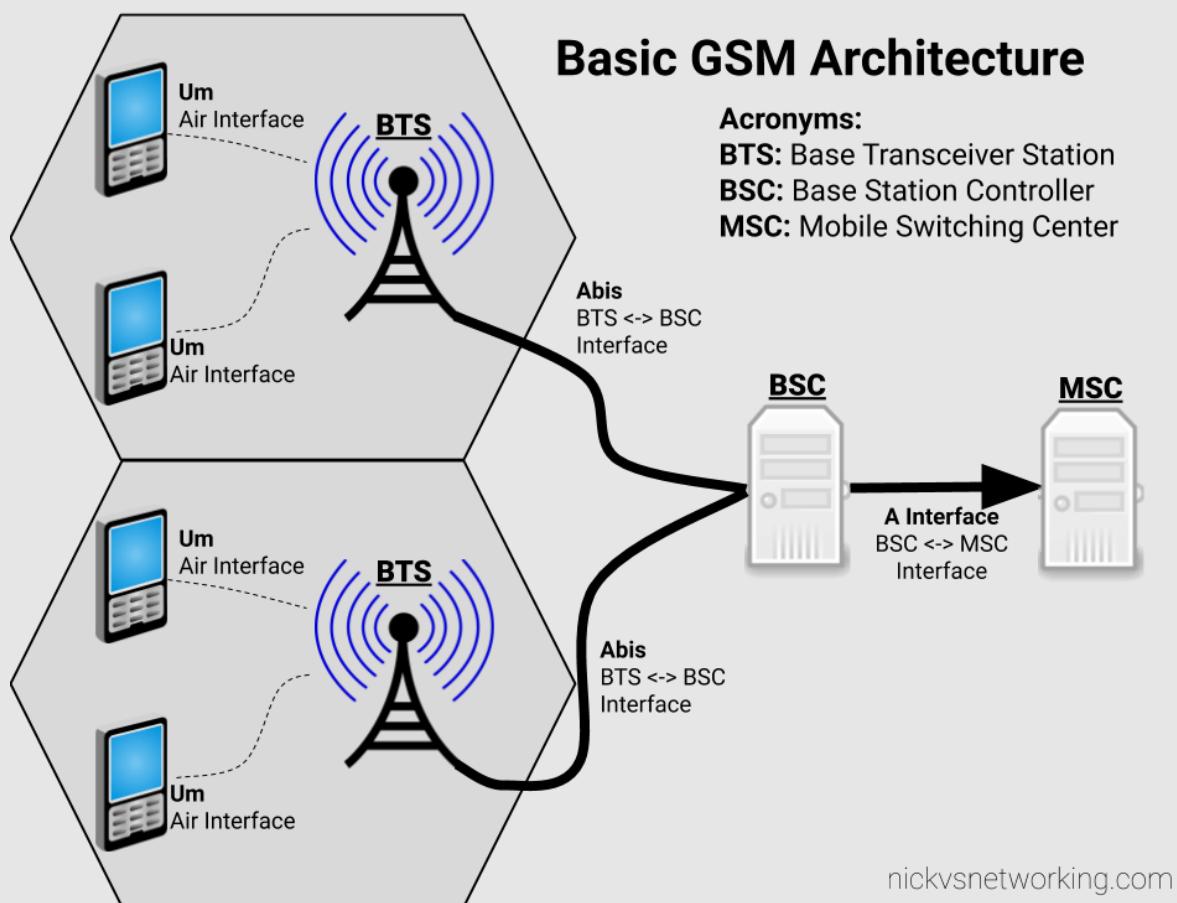 Basic GSM Architecture
Acronyms:
BTS: Base Transceiver Station
BSC: Base Station Controller
MSC: Mobile Switching Center
Um
Air Interface
BTS
Um
Air Interface
Abis
BTS <-> BSC
Interface
BSC
MSC
A Interface
BSC <-> MSC
Interface
Um
Air Interface
BTS
Um
Air Interface
Abis
BTS <-> BSC
Interface
nickvsnetworking.com